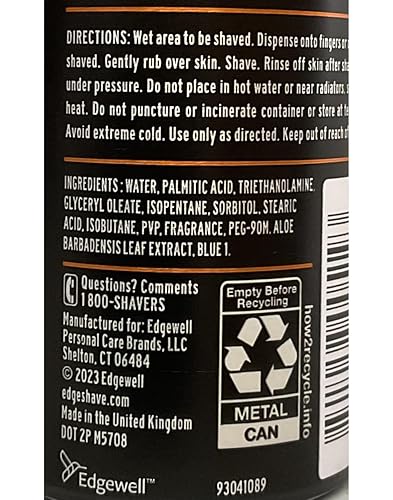 DIRECTIONS: Wet area to be shaved. Dispense onto fingers or
shaved. Gently rub over skin. Shave. Rinse off skin after
under pressure. Do not place in hot water or near radiators,
heat. Do not puncture or incinerate container or store at
Avoid extreme cold. Use only as directed. Keep out of reach of
INGREDIENTS: WATER, PALMITIC ACID, TRIETHANOLAMINE,
GLYCERYL OLEATE, ISOPENTANE, SORBITOL, STEARIC
ACID, ISOBUTANE, PVP, FRAGRANCE, PEG-90M, ALOE
BARBADENSIS LEAF EXTRACT, BLUE 1.
Questions? Comments
1 800-SHAVERS
Manufactured for: Edgewell
Personal Care Brands, LLC
Shelton, CT 06484
© 2023 Edgewell
edgeshave.com
Made in the United Kingdom
DOT 2P M5708
Edgewell™
Empty Before
Recycling
METAL
CAN
how2recycle.info
93041089